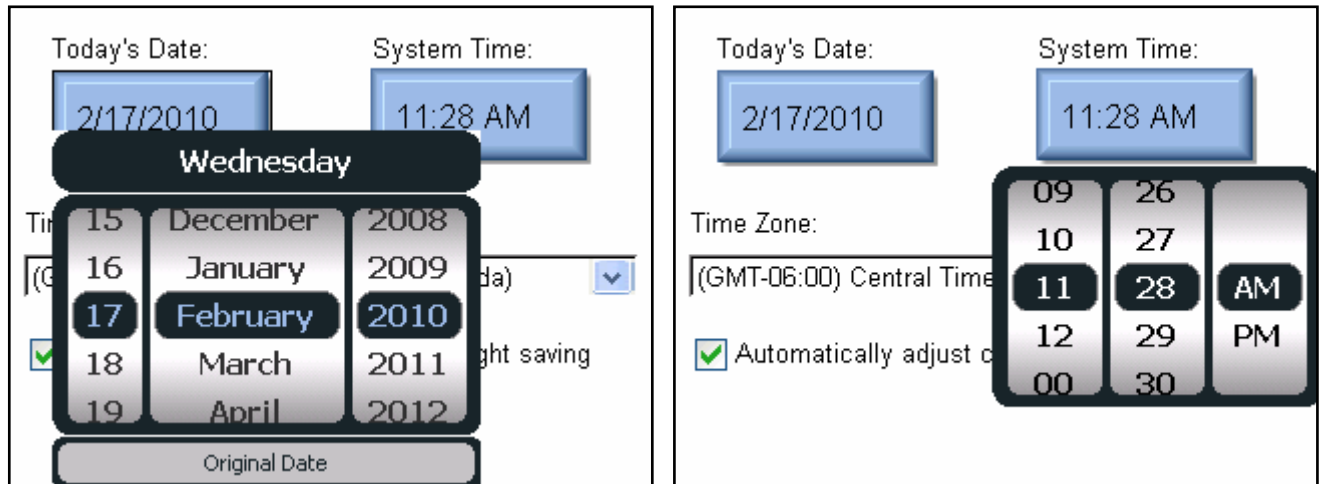 Today's Date: System Time:
2/17/2010 11:28 AM
Wednesday
15 December 2008
16 January 2009
17 February 2010
18 March 2011
19 April 2012
Original Date
ght saving
Today's Date: System Time:
2/17/2010 11:28 AM
Time Zone:
(GMT-06:00) Central Time
Automatically adjust c
09 26
10 27
11 28 AM
12 29 PM
00 30